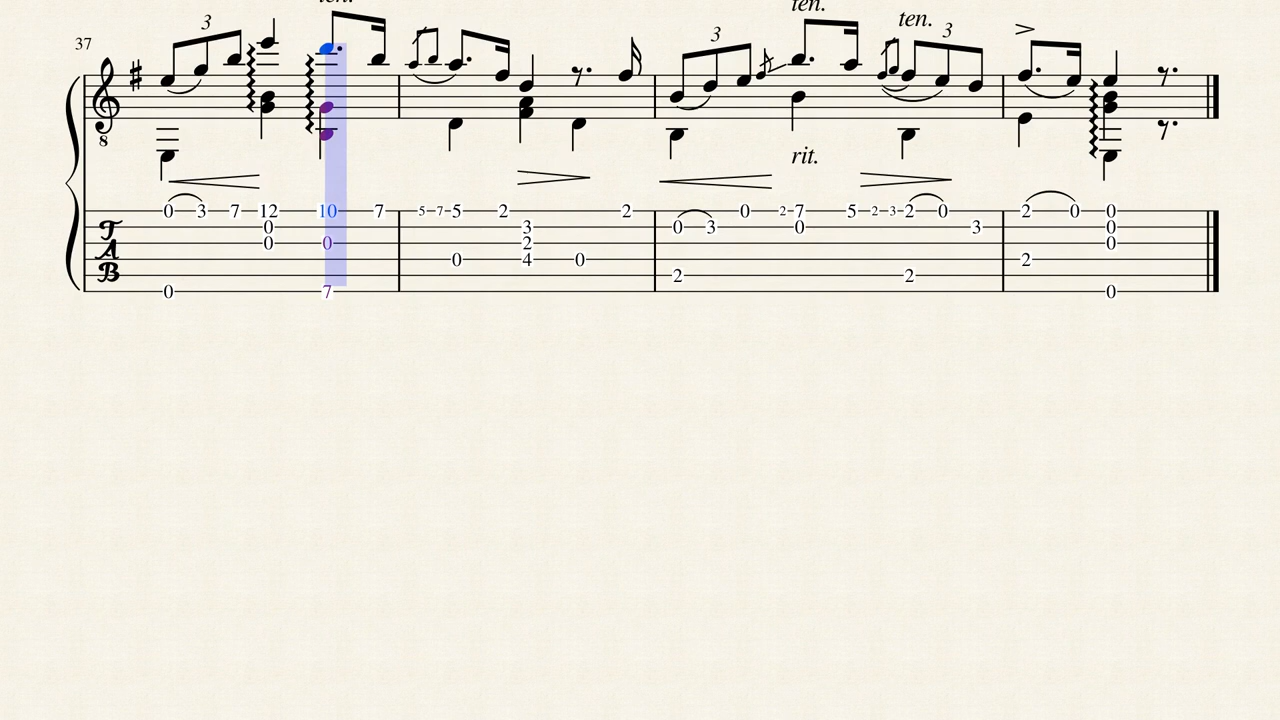 ten.
ten.
ten.
3
3
3
37
8
rit.
0 3 7 12 10 7 5 7 5 2 2 0 2 7 5 2 3 2 0 2 0 0
T 0 3 0 3 0 3 0
A 0 0 2 0
B 0 4 0 2
2 2
0 7 0